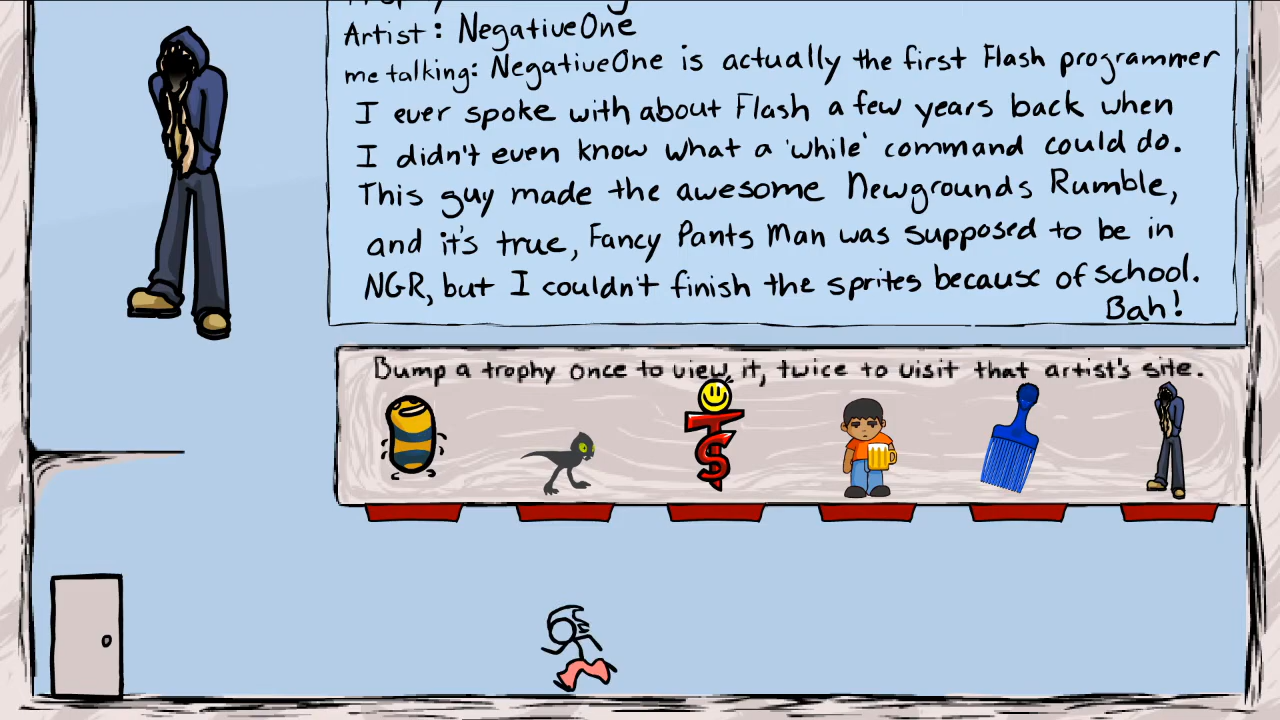 Artist: NegativeOne
me talking: NegativeOne is actually the first Flash programmer
I ever spoke with about Flash a few years back when
I didn't even know what a 'while' command could do.
This guy made the awesome Newgrounds Rumble,
and it's true, Fancy Pants Man was supposed to be in
NGR, but I couldn't finish the sprites because of school.
Bah!
Bump a trophy once to view it, twice to visit that artist's site.
TS